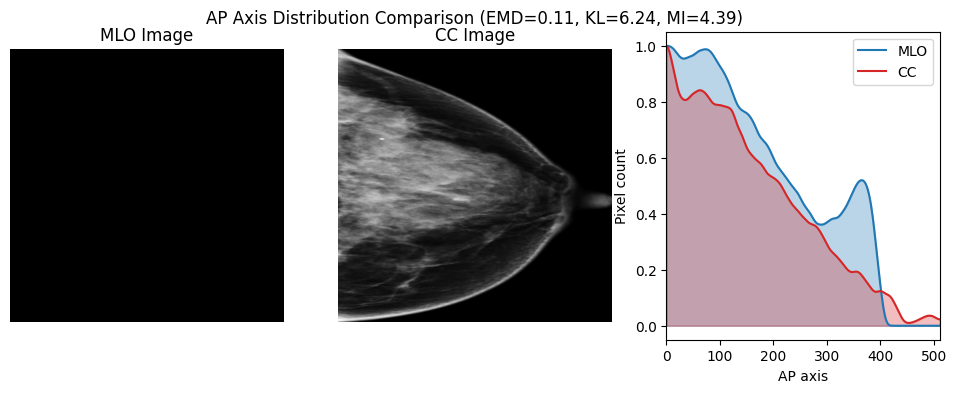 AP Axis Distribution Comparison (EMD=0.11, KL=6.24, MI=4.39)
MLO Image
CC Image
MLO
CC
Pixel count
1.0
0.8
0.6
0.4
0.2
0.0
0 100 200 300 400 500
AP axis